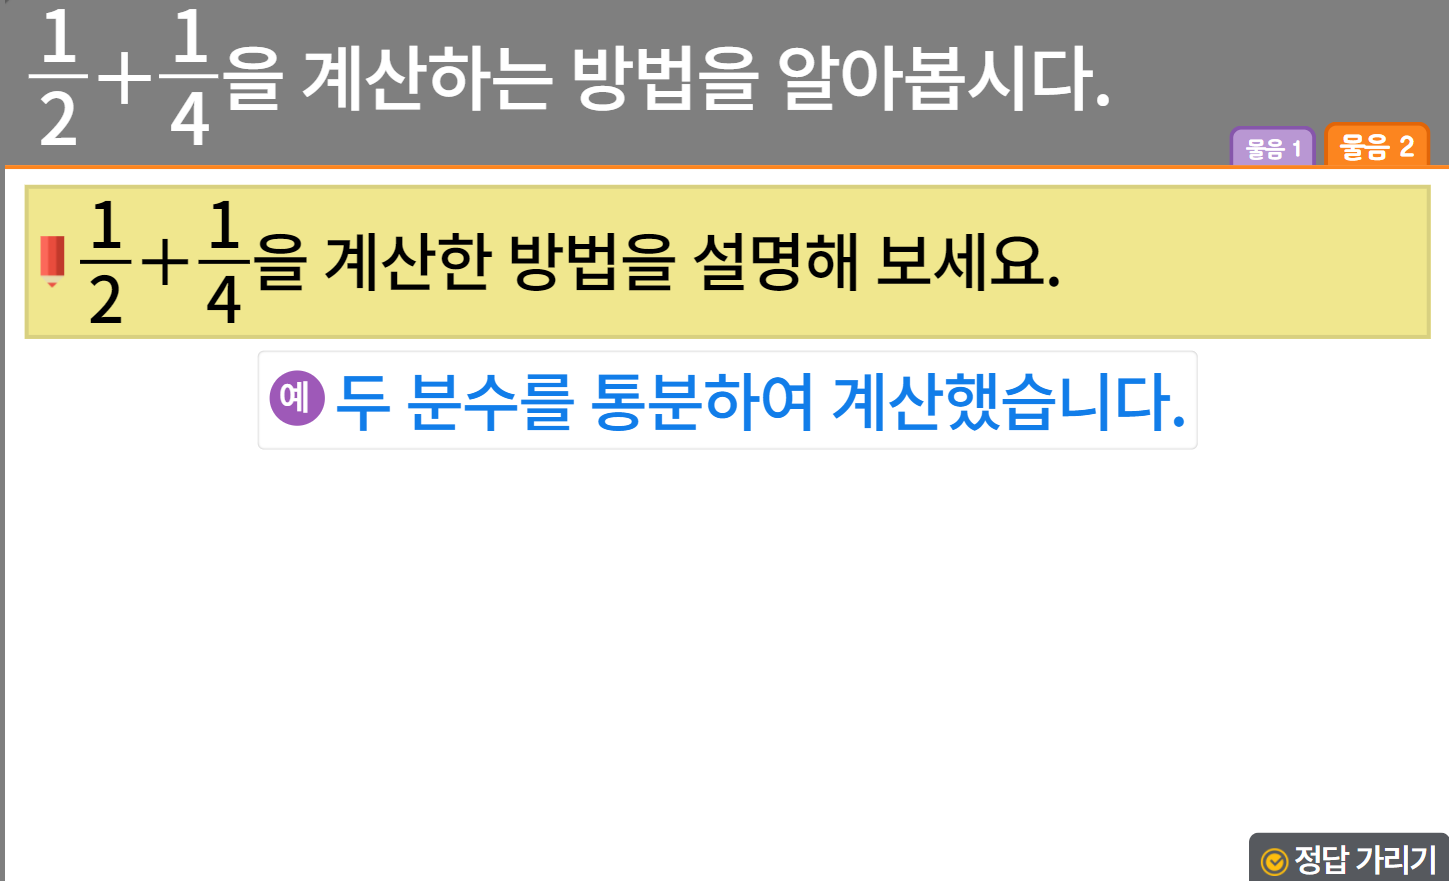 1/2+1/4을 계산하는 방법을 알아봅시다.
물음 1 물음 2
1/2+1/4을 계산한 방법을 설명해 보세요.
예 두 분수를 통분하여 계산했습니다.
정답 가리기